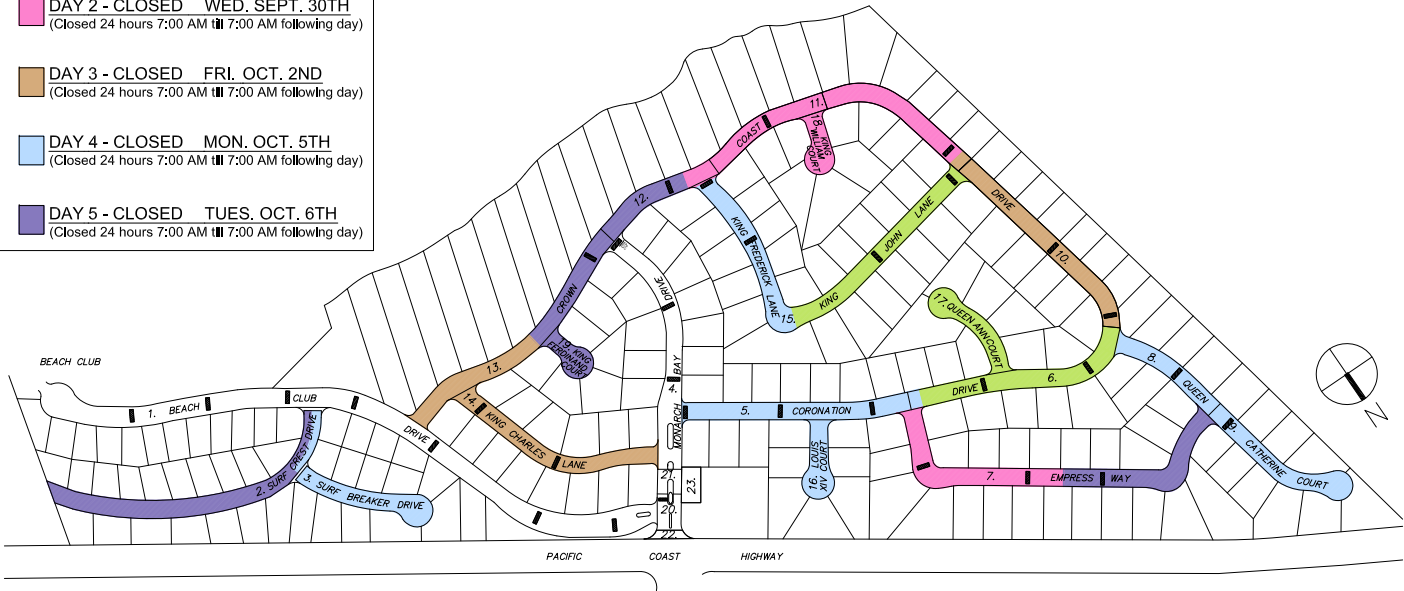 DAY 2 - CLOSED WED. SEPT. 30TH
(Closed 24 hours 7:00 AM till 7:00 AM following day)
DAY 3 - CLOSED FRI. OCT. 2ND
(Closed 24 hours 7:00 AM till 7:00 AM following day)
DAY 4 - CLOSED MON. OCT. 5TH
(Closed 24 hours 7:00 AM till 7:00 AM following day)
DAY 5 - CLOSED TUES. OCT. 6TH
(Closed 24 hours 7:00 AM till 7:00 AM following day)
11.
COAST
18. KING
WILLIAM
COURT
12.
CROWN
DRIVE
10.
KING FREDERICK LANE
15.
KING JOHN LANE
DRIVE
BAY
4.
MONARCH
17. QUEEN ANN COURT
19. KING
FERDINAND
COURT
13.
14. KING CHARLES LANE
BEACH CLUB
1. BEACH CLUB
DRIVE
5. CORONATION
DRIVE
6.
8. QUEEN
9.
CATHERINE COURT
2. SURF CREST DRIVE
3. SURF BREAKER DRIVE
16. LOUIS
XIV COURT
7. EMPRESS WAY
21.
23.
20.
22.
PACIFIC COAST HIGHWAY
N